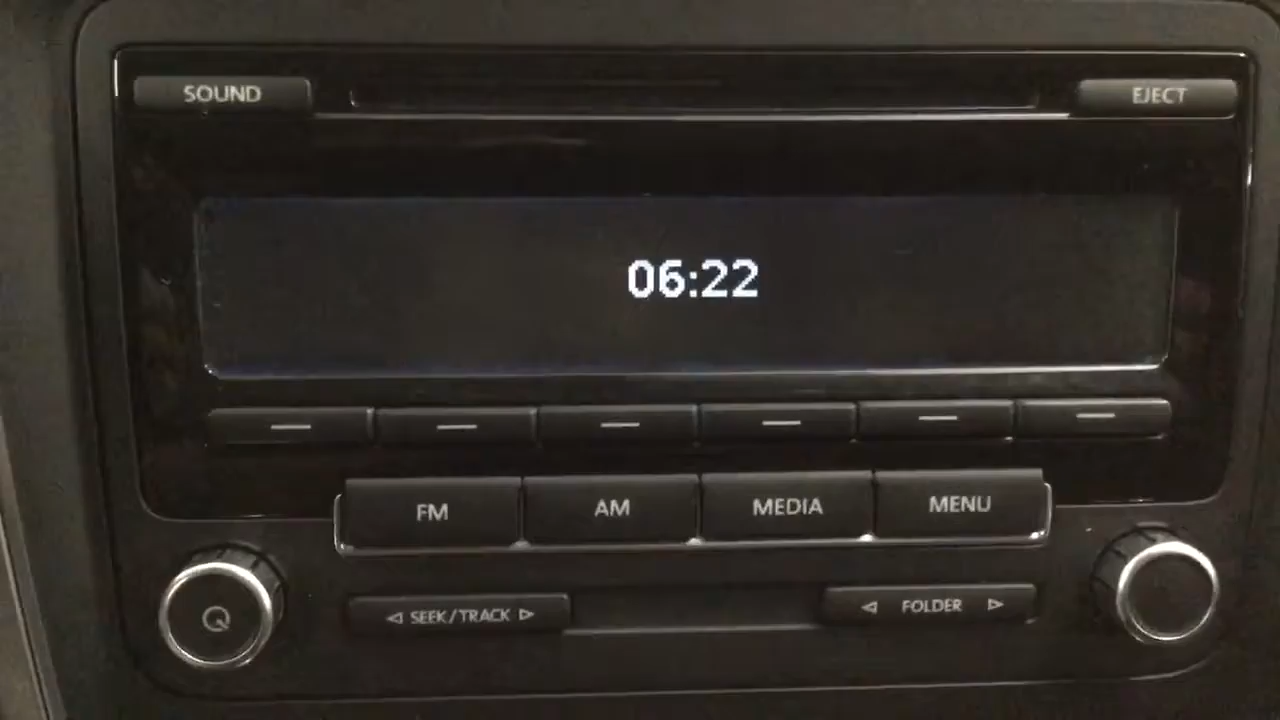 SOUND
EJECT
06:22
FM
AM
MEDIA
MENU
SEEK/TRACK
FOLDER